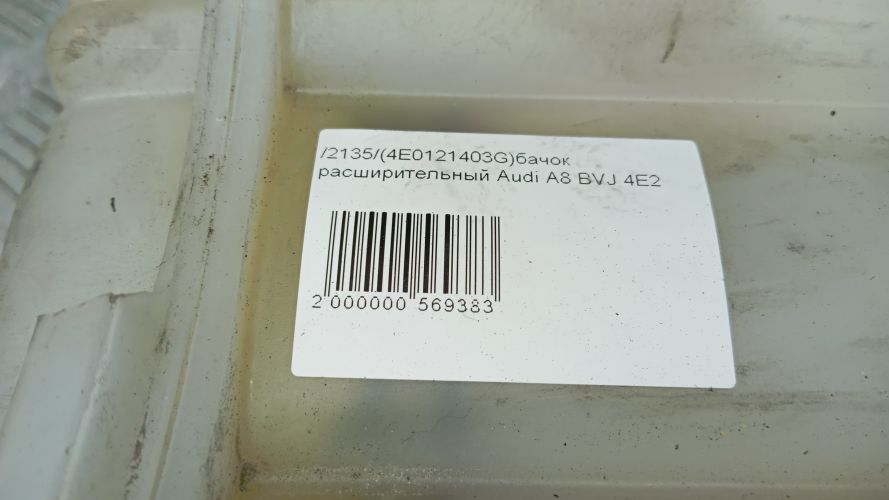 /2135/(4E0121403G)бачок
расширительный Audi A8 BVJ 4E2
2 000000 569383